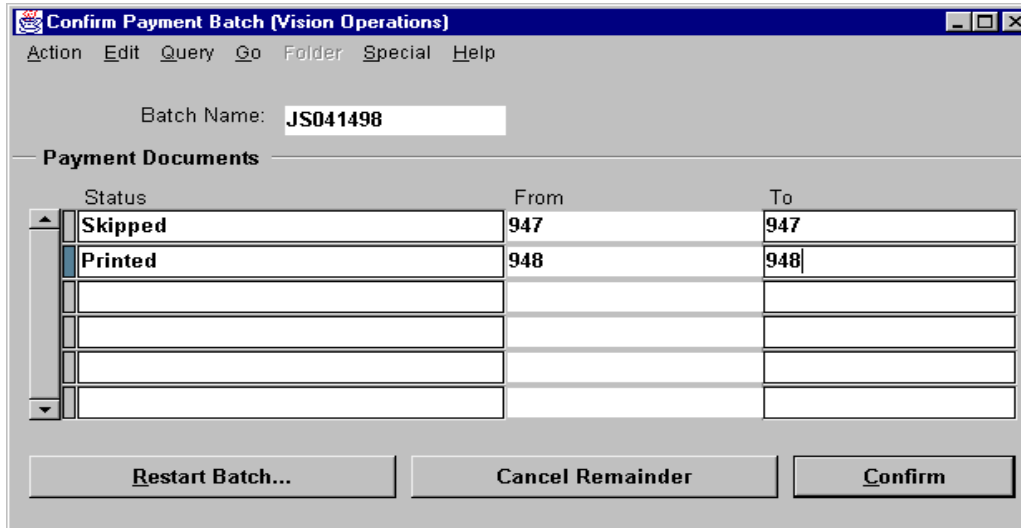 Confirm Payment Batch (Vision Operations)
Action Edit Query Go Folder Special Help
Batch Name: JS041498
Payment Documents
Status From To
Skipped 947 947
Printed 948 948
Restart Batch... Cancel Remainder Confirm